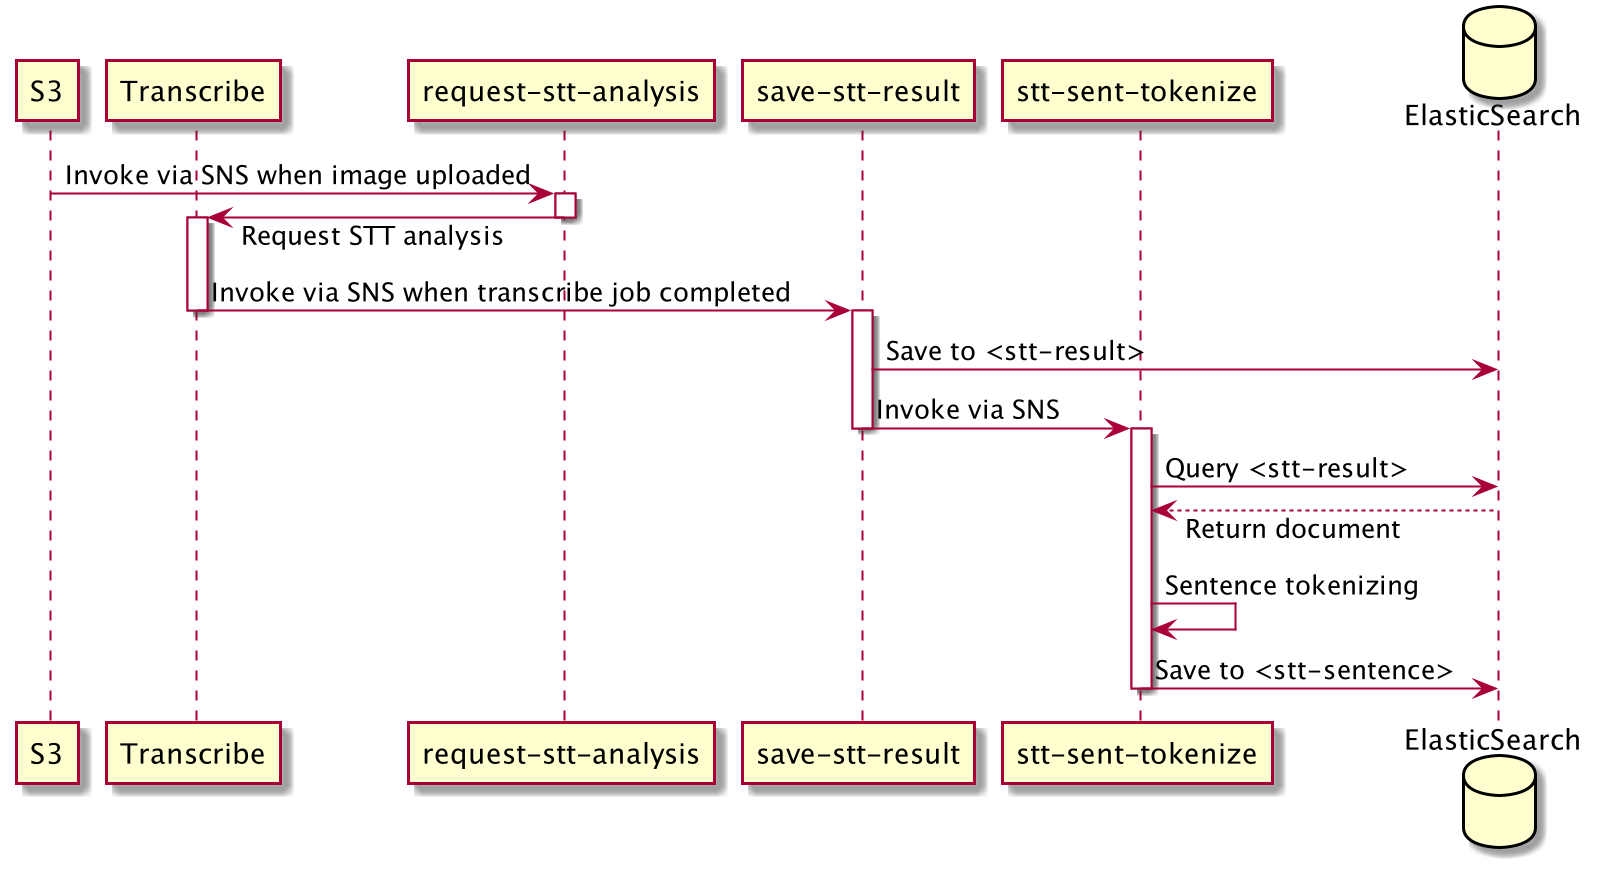 S3
Transcribe
request-stt-analysis
save-stt-result
stt-sent-tokenize
ElasticSearch
Invoke via SNS when image uploaded
Request STT analysis
Invoke via SNS when transcribe job completed
Save to <stt-result>
Invoke via SNS
Query <stt-result>
Return document
Sentence tokenizing
Save to <stt-sentence>
S3
Transcribe
request-stt-analysis
save-stt-result
stt-sent-tokenize
ElasticSearch